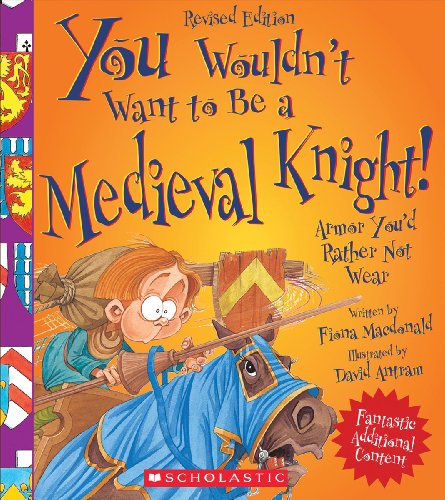 Revised Edition
You Wouldn't
Want to Be a
Medieval Knight!
Armor You'd
Rather Not
Wear
Written by
Fiona Macdonald
Illustrated by
David Antram
Fantastic
Additional
Content
SCHOLASTIC